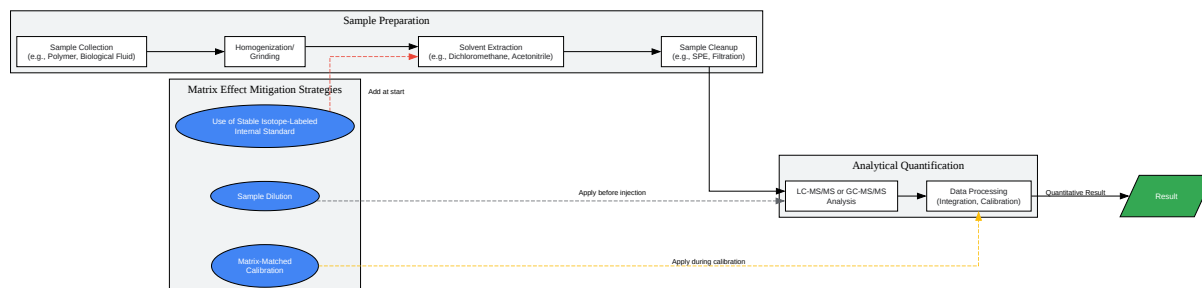 Sample Preparation
Sample Collection
(e.g., Polymer, Biological Fluid)
Homogenization/
Grinding
Solvent Extraction
(e.g., Dichloromethane, Acetonitrile)
Sample Cleanup
(e.g., SPE, Filtration)
Matrix Effect Mitigation Strategies
Add at start
Use of Stable Isotope-Labeled
Internal Standard
Sample Dilution
Apply before injection
Matrix-Matched
Calibration
Apply during calibration
Analytical Quantification
LC-MS/MS or GC-MS/MS
Analysis
Data Processing
(Integration, Calibration)
Quantitative Result
Result